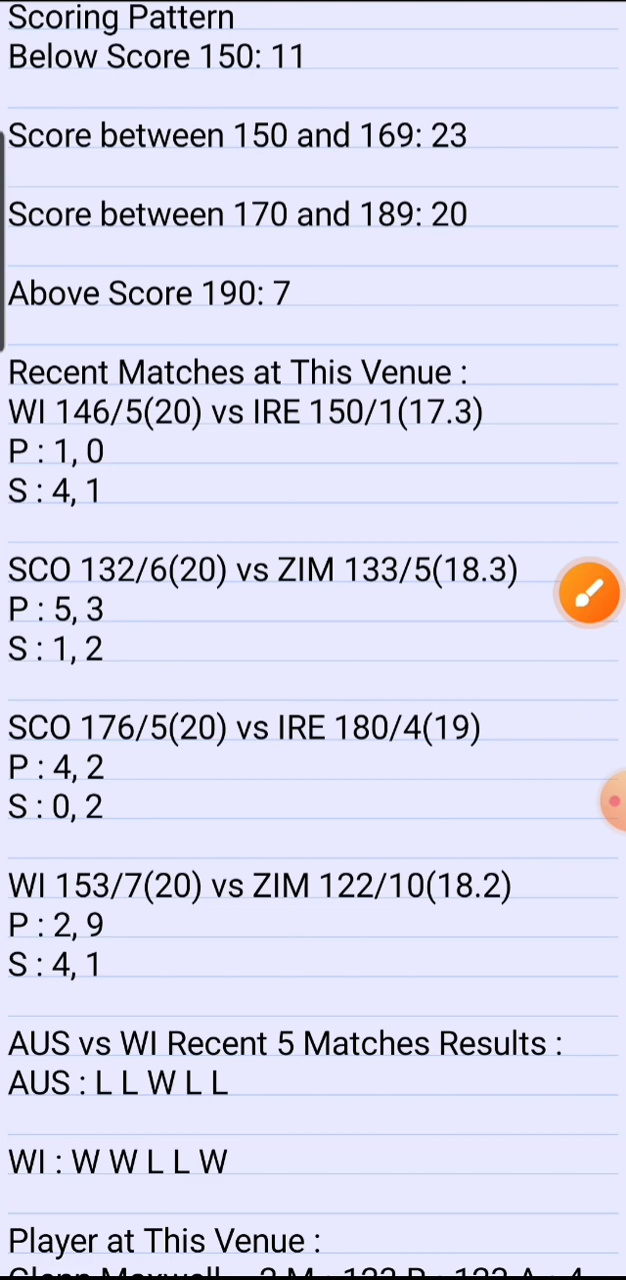 Scoring Pattern
Below Score 150: 11
Score between 150 and 169: 23
Score between 170 and 189: 20
Above Score 190: 7
Recent Matches at This Venue :
WI 146/5(20) vs IRE 150/1(17.3)
P : 1, 0
S : 4, 1
SCO 132/6(20) vs ZIM 133/5(18.3)
P : 5, 3
S : 1, 2
SCO 176/5(20) vs IRE 180/4(19)
P : 4, 2
S : 0, 2
WI 153/7(20) vs ZIM 122/10(18.2)
P : 2, 9
S : 4, 1
AUS vs WI Recent 5 Matches Results :
AUS : L L W L L
WI : W W L L W
Player at This Venue :
Glenn Maxwell